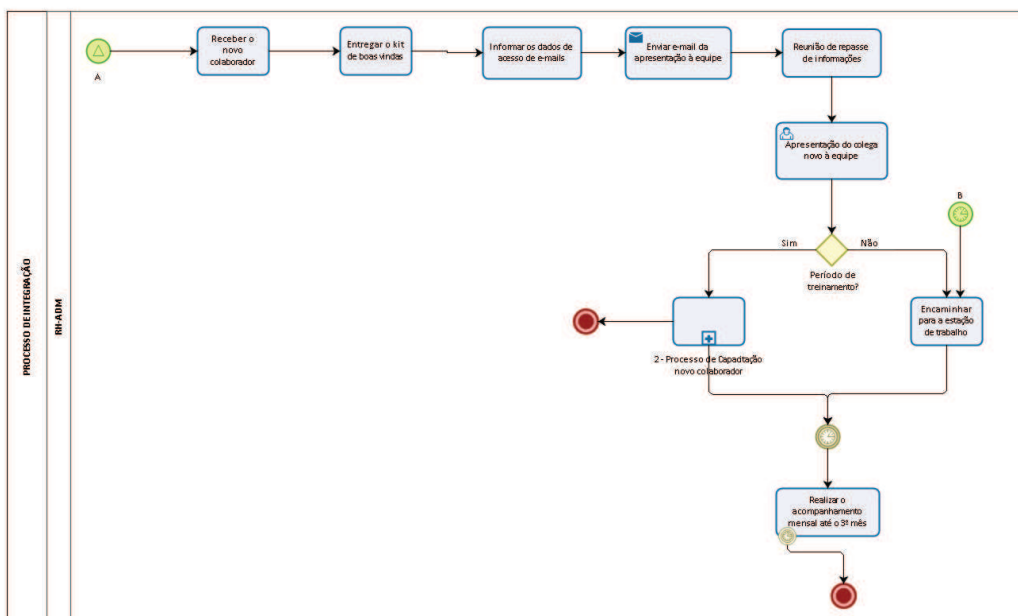 PROCESSO DE INTEGRAÇÃO
RH-ADM
A
Receber o
novo
colaborador
Entregar o kit
de boas vindas
Informar os dados de
acesso de e-mails
Enviar e-mail da
apresentação à equipe
Reunião de repasse
de informações
Apresentação do colega
novo à equipe
B
Sim
Não
Período de
treinamento?
Encaminhar
para a estação
de trabalho
2 - Processo de Capacitação
novo colaborador
Realizar o
acompanhamento
mensal até o 3º mês